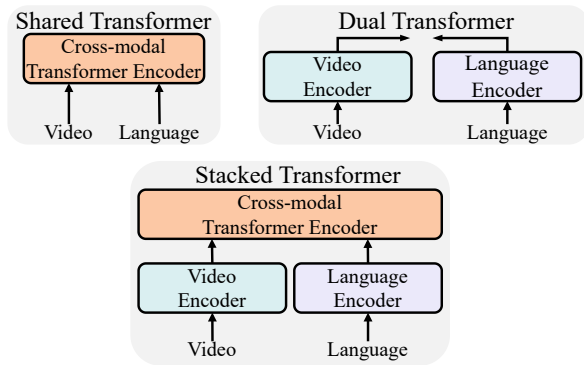 Shared Transformer
Cross-modal
Transformer Encoder
Video Language
Dual Transformer
Video
Encoder
Language
Encoder
Video Language
Stacked Transformer
Cross-modal
Transformer Encoder
Video
Encoder
Language
Encoder
Video Language